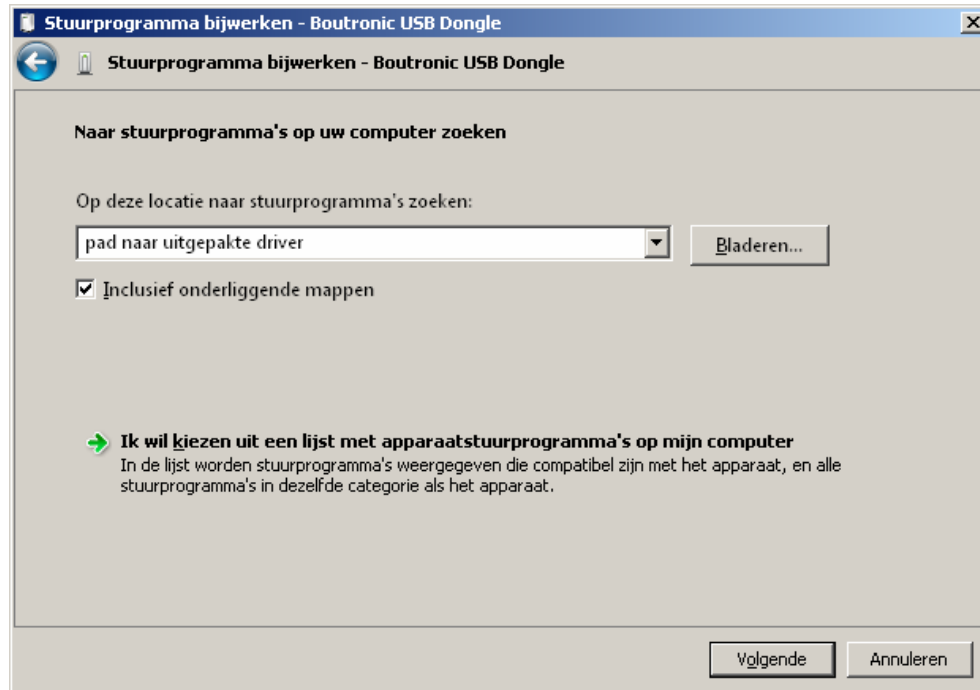 Stuurprogramma bijwerken - Boutronic USB Dongle
Stuurprogramma bijwerken - Boutronic USB Dongle
Naar stuurprogramma's op uw computer zoeken
Op deze locatie naar stuurprogramma's zoeken:
pad naar uitgepakte driver
Bladeren...
Inclusief onderliggende mappen
Ik wil kiezen uit een lijst met apparaatstuurprogramma's op mijn computer
In de lijst worden stuurprogramma's weergegeven die compatibel zijn met het apparaat, en alle
stuurprogramma's in dezelfde categorie als het apparaat.
Volgende
Annuleren